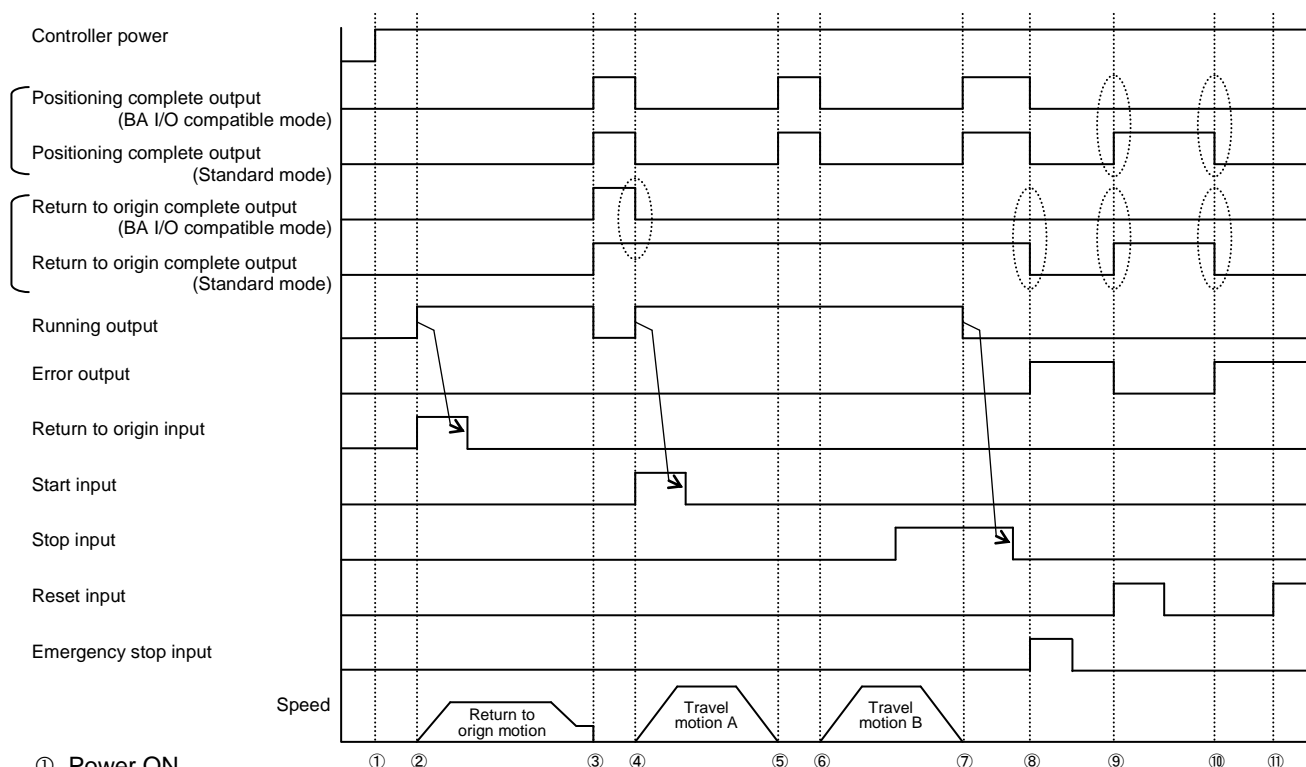 Controller power
Positioning complete output
(BA I/O compatible mode)
Positioning complete output
(Standard mode)
Return to origin complete output
(BA I/O compatible mode)
Return to origin complete output
(Standard mode)
Running output
Error output
Return to origin input
Start input
Stop input
Reset input
Emergency stop input
Speed
Return to
orign motion
Travel
motion A
Travel
motion B
① ② ③ ④ ⑤ ⑥ ⑦ ⑧ ⑨ ⑩ ⑪
① Power ON